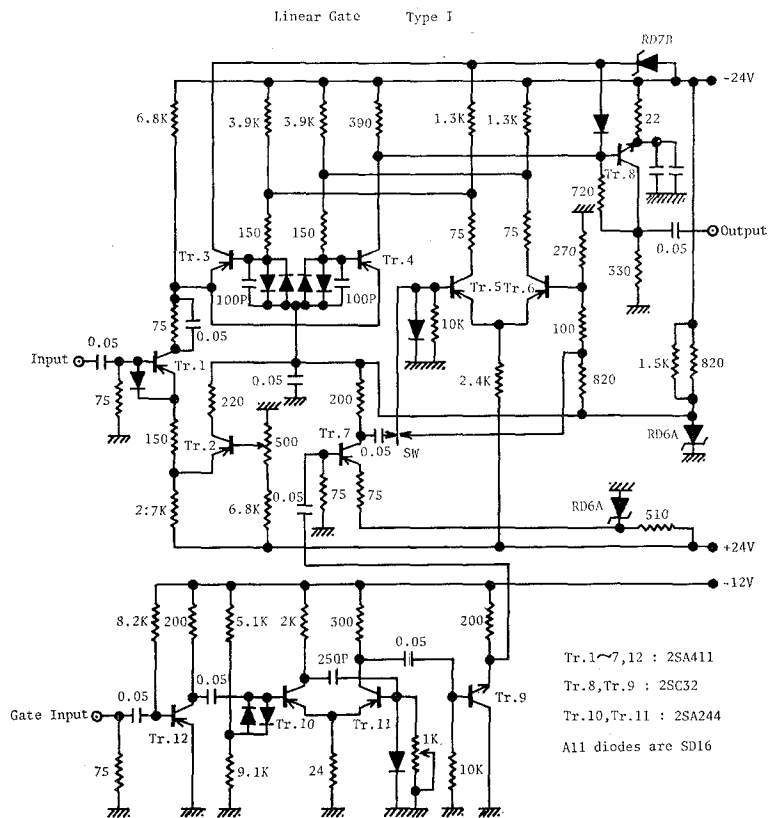 Linear Gate Type I
RD7B
-24V
6.8K
3.9K
3.9K
390
1.3K
1.3K
22
Tr.8
720
150
150
75
75
270
0.05
Output
Tr.3
Tr.4
100P
100P
Tr.5
Tr.6
330
75
0.05
10K
100
0.05
Input
Tr.1
75
1.5K
820
2.4K
820
0.05
220
200
150
Tr.2
500
Tr.7
0.05
SW
RD6A
0.05
75
75
2:7K
6.8K
RD6A
510
+24V
-12V
8.2K
200
5.1K
2K
300
200
0.05
250P
0.05
0.05
Gate Input
Tr.12
Tr.10
Tr.11
Tr.9
1K
75
9.1K
24
10K
Tr.1~7,12 : 2SA411
Tr.8,Tr.9 : 2SC32
Tr.10,Tr.11 : 2SA244
All diodes are SD16